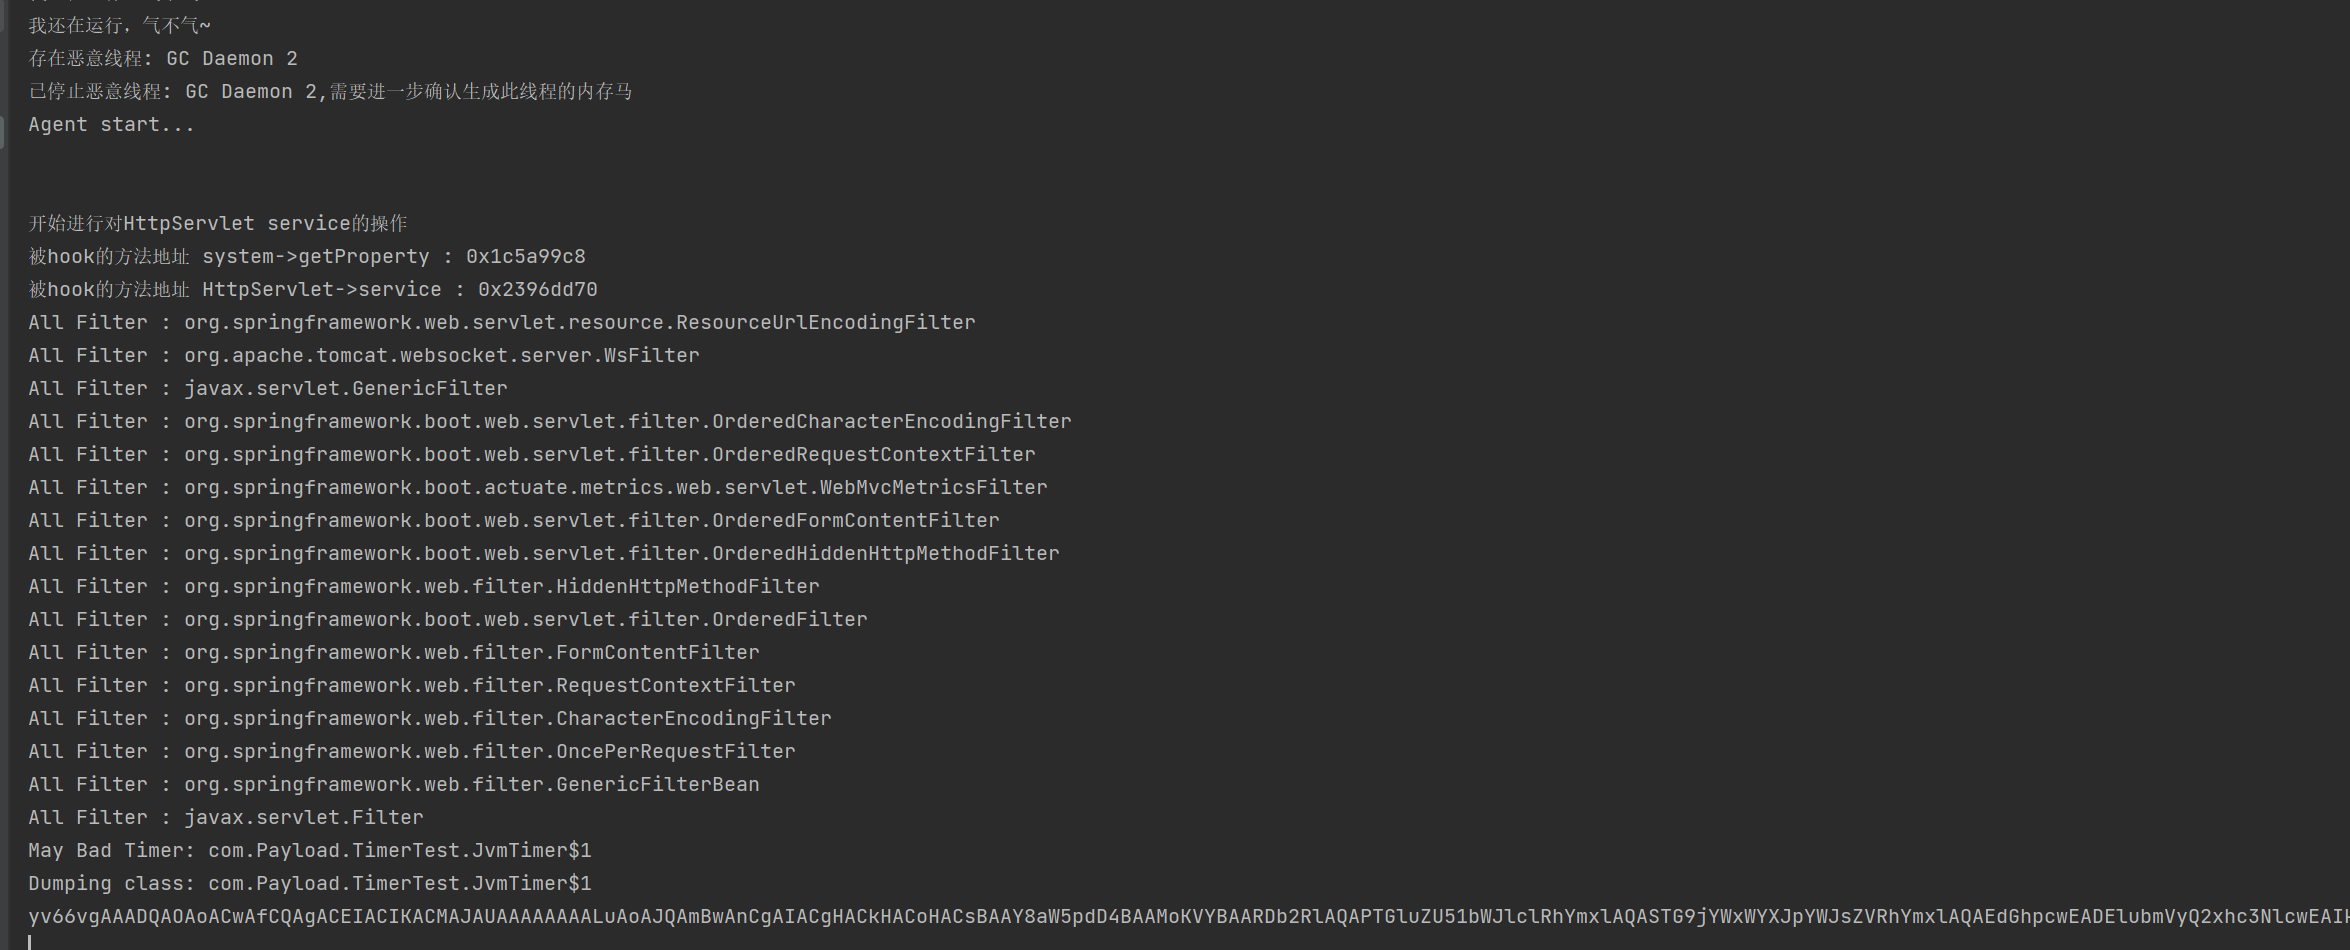 我还在运行，气不气~
存在恶意线程: GC Daemon 2
已停止恶意线程: GC Daemon 2,需要进一步确认生成此线程的内存马
Agent start...
开始进行对HttpServlet service的操作
被hook的方法地址 system->getProperty : 0x1c5a99c8
被hook的方法地址 HttpServlet->service : 0x2396dd70
All Filter : org.springframework.web.servlet.resource.ResourceUrlEncodingFilter
All Filter : org.apache.tomcat.websocket.server.WsFilter
All Filter : javax.servlet.GenericFilter
All Filter : org.springframework.boot.web.servlet.filter.OrderedCharacterEncodingFilter
All Filter : org.springframework.boot.web.servlet.filter.OrderedRequestContextFilter
All Filter : org.springframework.boot.actuate.metrics.web.servlet.WebMvcMetricsFilter
All Filter : org.springframework.boot.web.servlet.filter.OrderedFormContentFilter
All Filter : org.springframework.boot.web.servlet.filter.OrderedHiddenHttpMethodFilter
All Filter : org.springframework.web.filter.HiddenHttpMethodFilter
All Filter : org.springframework.boot.web.servlet.filter.OrderedFilter
All Filter : org.springframework.web.filter.FormContentFilter
All Filter : org.springframework.web.filter.RequestContextFilter
All Filter : org.springframework.web.filter.CharacterEncodingFilter
All Filter : org.springframework.web.filter.OncePerRequestFilter
All Filter : org.springframework.web.filter.GenericFilterBean
All Filter : javax.servlet.Filter
May Bad Timer: com.Payload.TimerTest.JvmTimer$1
Dumping class: com.Payload.TimerTest.JvmTimer$1
yv66vgAAADQAOAoACwAfCQAgACEIACIKACMAJAUAAAAAAAALuAoAJQAmBwAnCgAIACgHACkHACoHACsBAAY8aW5pdD4BAAMoKVYBAARDb2RlAQAPTGluZU51bWJlclRhYmxlAQASTG9jYWxWYXJpYWJsZVRhYmxlAQAEdGhpcwEADElubmVyQ2xhc3NlcwEAI